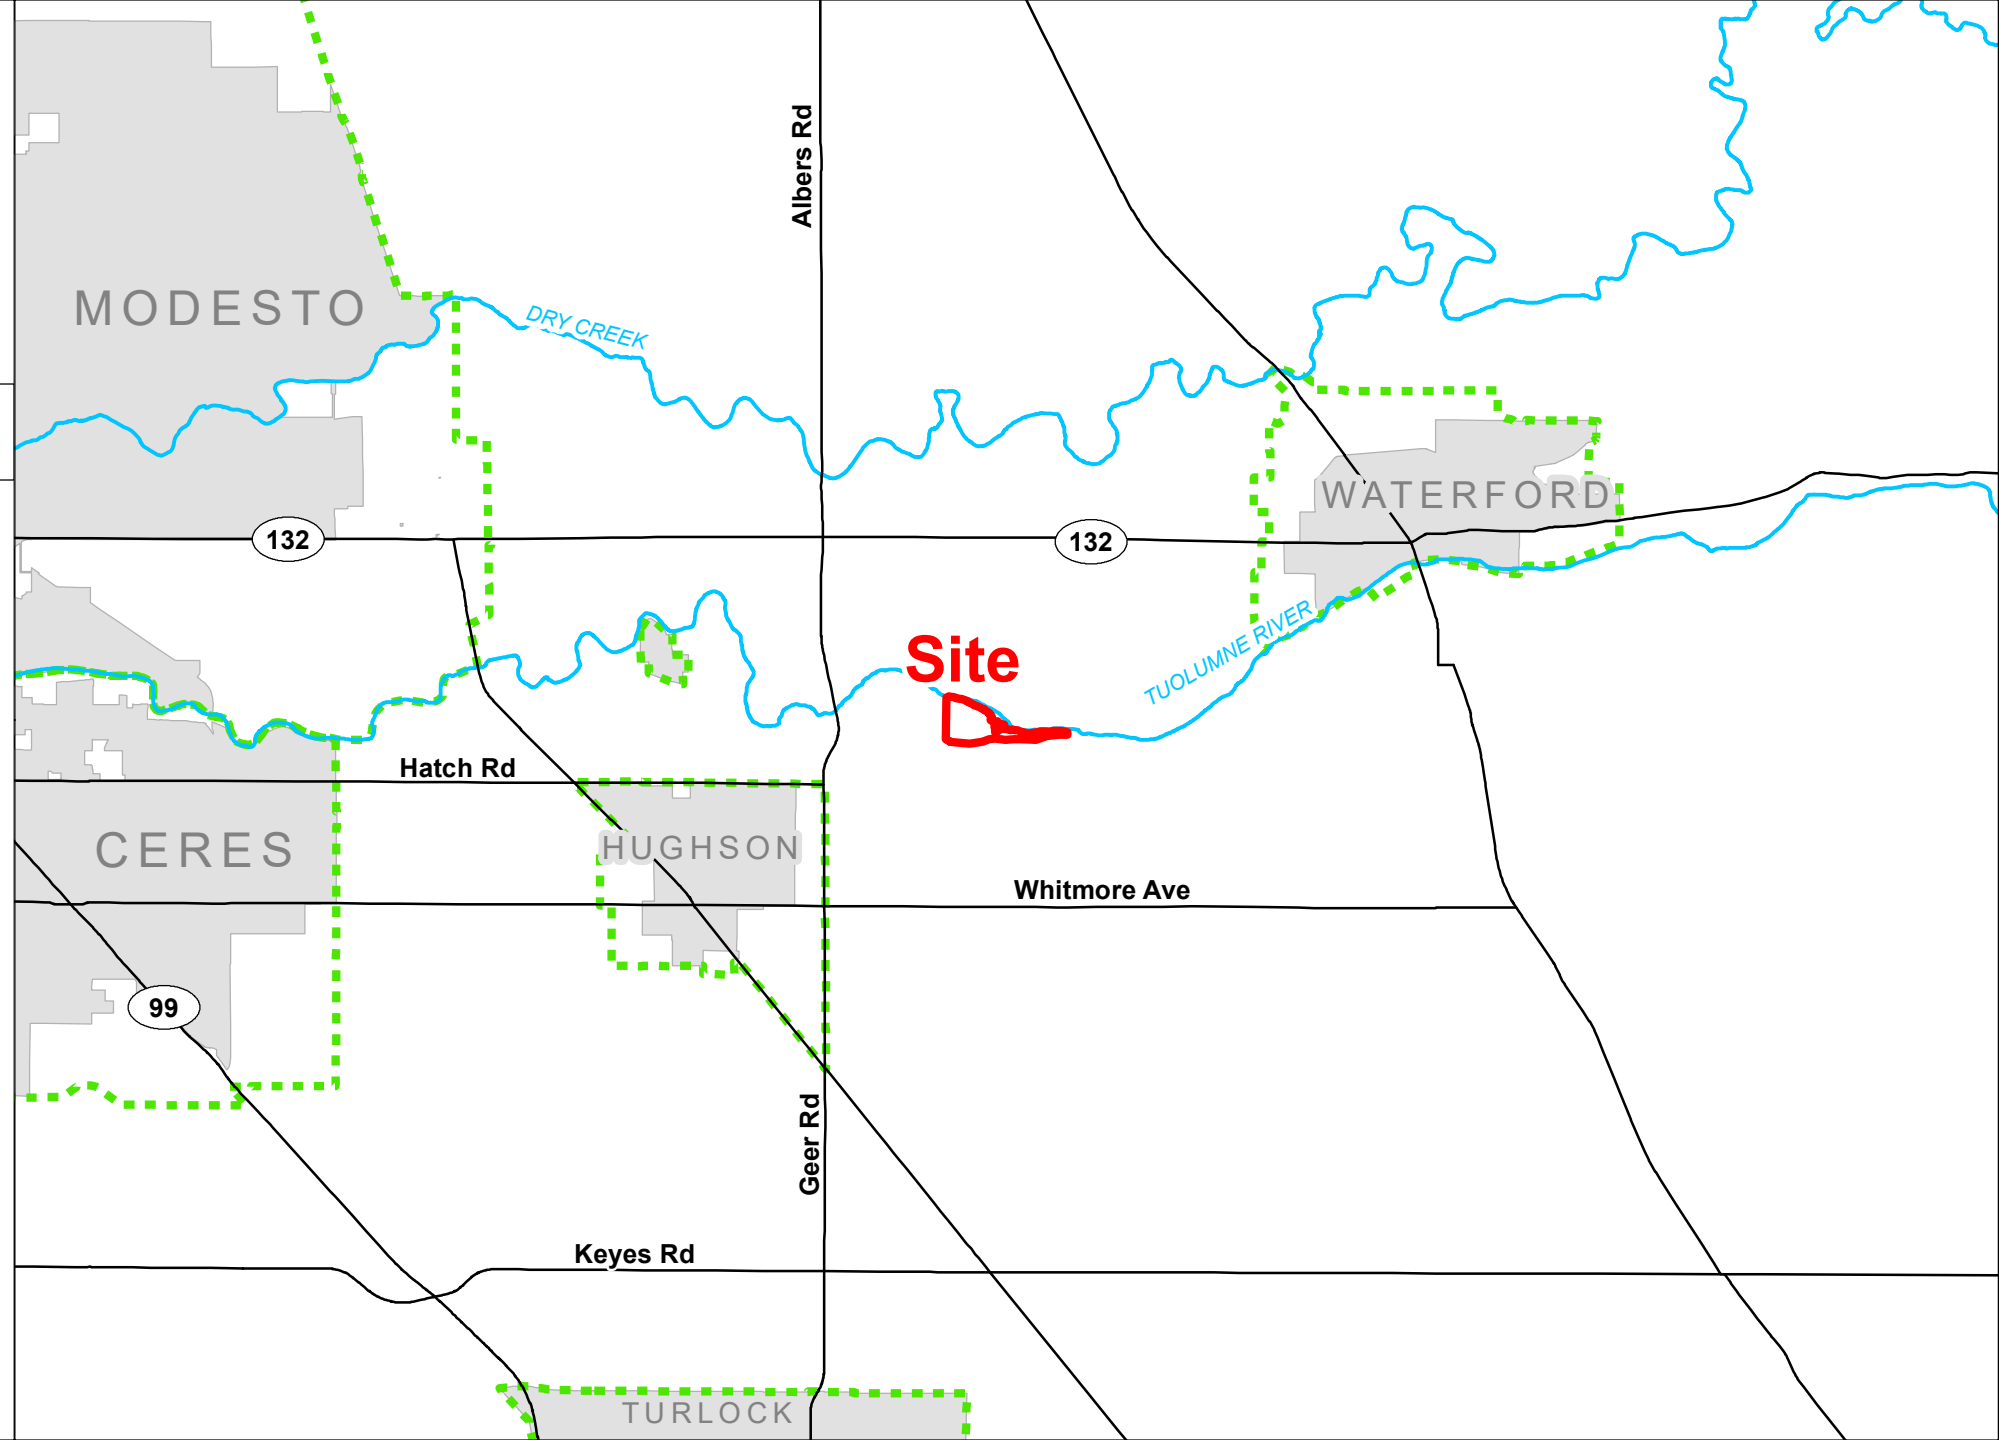 Albers Rd
MODESTO
DRY CREEK
WATERFORD
132
132
TUOLUMNE RIVER
Site
Hatch Rd
CERES
HUGHSON
Whitmore Ave
99
Geer Rd
Keyes Rd
TURLOCK